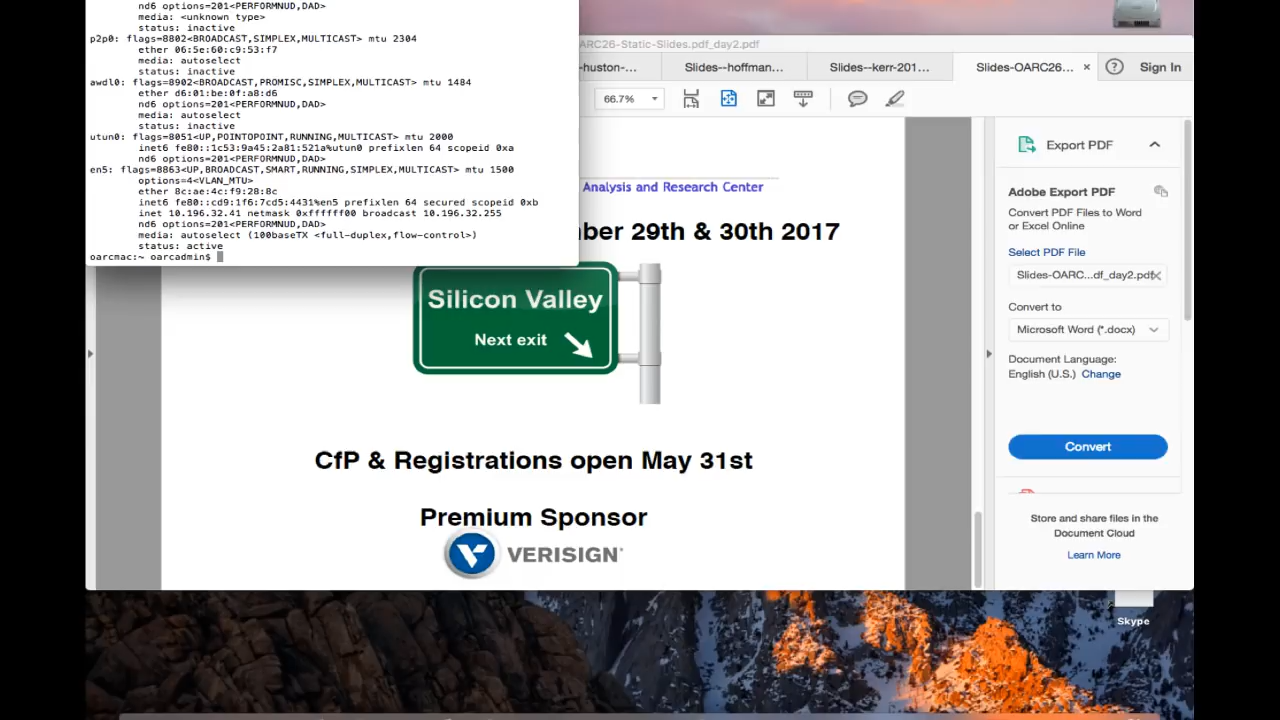 nd6 options=201<PERFORMNUD,DAD>
media: <unknown type>
status: inactive
p2p0: flags=8802<BROADCAST,SIMPLEX,MULTICAST> mtu 2304
ether 06:5e:60:c9:53:f7
media: autoselect
status: inactive
awdl0: flags=8902<BROADCAST,PROMISC,SIMPLEX,MULTICAST> mtu 1484
ether d6:01:be:0f:a8:d6
nd6 options=201<PERFORMNUD,DAD>
media: autoselect
status: inactive
utun0: flags=8051<UP,POINTOPOINT,RUNNING,MULTICAST> mtu 2000
inet6 fe80::1c53:9a45:2a81:521a%utun0 prefixlen 64 scopeid 0xa
nd6 options=201<PERFORMNUD,DAD>
en5: flags=8863<UP,BROADCAST,SMART,RUNNING,SIMPLEX,MULTICAST> mtu 1500
options=4<VLAN_MTU>
ether 8c:ae:4c:f9:28:8c
inet6 fe80::cd9:1f6:7cd5:4431%en5 prefixlen 64 secured scopeid 0xb
inet 10.196.32.41 netmask 0xffffff00 broadcast 10.196.32.255
nd6 options=201<PERFORMNUD,DAD>
media: autoselect (100baseTX <full-duplex,flow-control>)
status: active
oarcmac:~ oarcadmin$
OARC26-Static-Slides.pdf_day2.pdf
-huston-...
Slides--hoffman...
Slides--kerr-201...
Slides-OARC26... ×
Sign In
66.7%
Analysis and Research Center
ber 29th & 30th 2017
Silicon Valley
Next exit
CfP & Registrations open May 31st
Premium Sponsor
VERISIGN
Export PDF
Adobe Export PDF
Convert PDF Files to Word
or Excel Online
Select PDF File
Slides-OARC...df_day2.pdf
Convert to
Microsoft Word (*.docx)
Document Language:
English (U.S.) Change
Convert
Store and share files in the
Document Cloud
Learn More
Skype